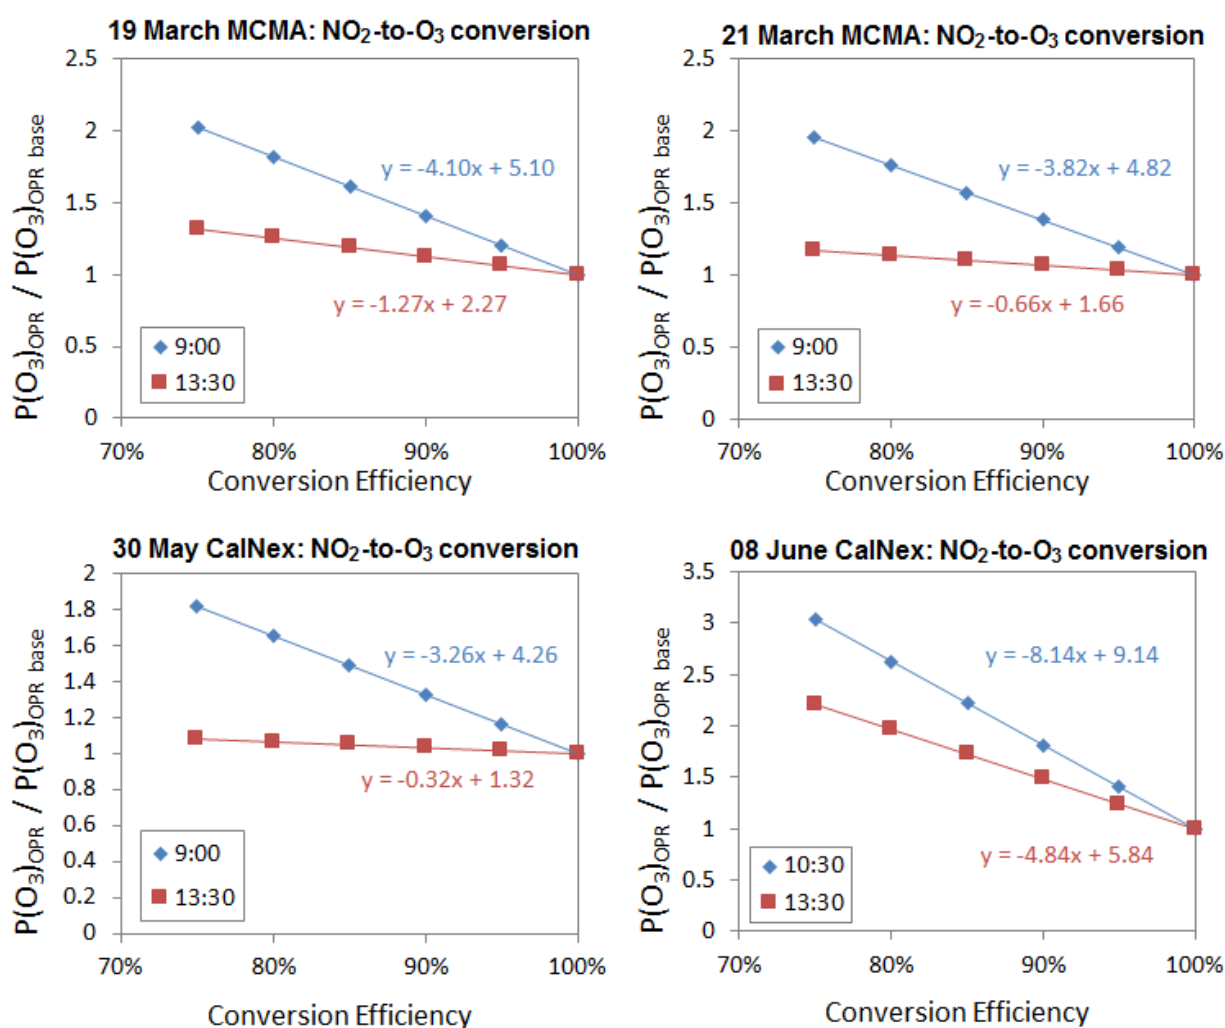 19 March MCMA: NO2-to-O3 conversion
P(O3)OPR / P(O3)OPR base
2.5
2
1.5
1
0.5
0
y = -4.10x + 5.10
y = -1.27x + 2.27
9:00
13:30
70%
80%
90%
100%
Conversion Efficiency
21 March MCMA: NO2-to-O3 conversion
P(O3)OPR / P(O3)OPR base
2.5
2
1.5
1
0.5
0
y = -3.82x + 4.82
y = -0.66x + 1.66
9:00
13:30
70%
80%
90%
100%
Conversion Efficiency
30 May CalNex: NO2-to-O3 conversion
P(O3)OPR / P(O3)OPR base
2
1.8
1.6
1.4
1.2
1
0.8
0.6
0.4
0.2
0
y = -3.26x + 4.26
y = -0.32x + 1.32
9:00
13:30
70%
80%
90%
100%
Conversion Efficiency
08 June CalNex: NO2-to-O3 conversion
P(O3)OPR / P(O3)OPR base
3.5
3
2.5
2
1.5
1
0.5
0
y = -8.14x + 9.14
y = -4.84x + 5.84
10:30
13:30
70%
80%
90%
100%
Conversion Efficiency